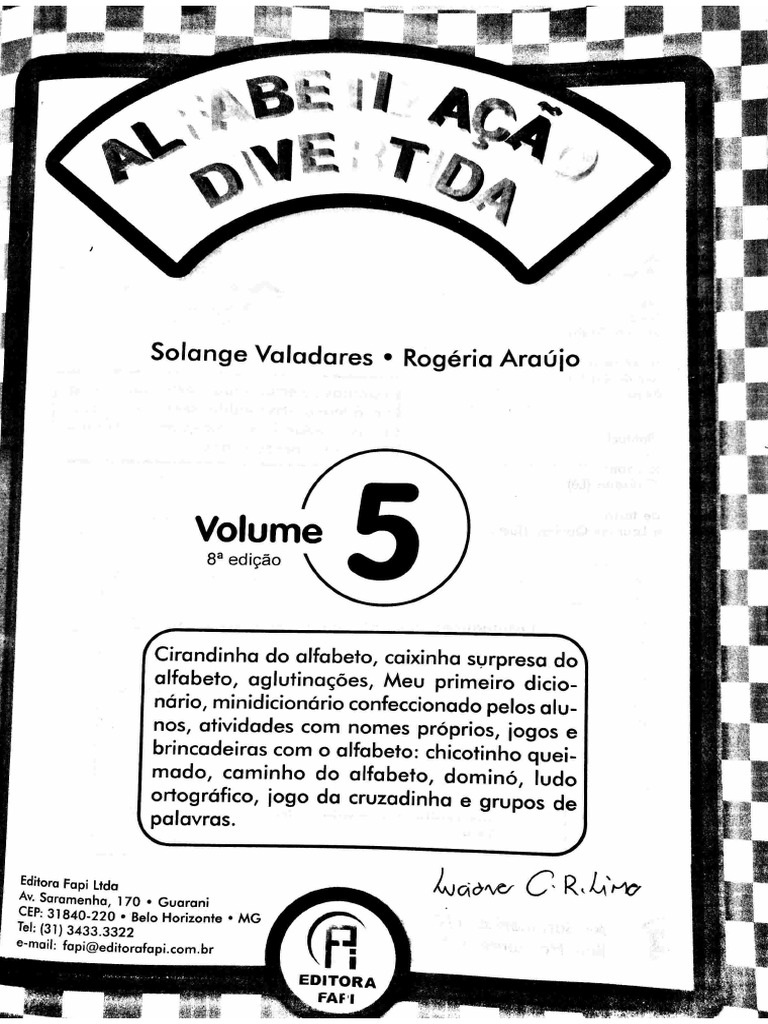 ALFABETIZAÇÃO
DIVERTIDA
Solange Valadares • Rogéria Araújo
Volume 5
8ª edição
Cirandinha do alfabeto, caixinha surpresa do
alfabeto, aglutinações, Meu primeiro dicio-
nário, minidicionário confeccionado pelos alu-
nos, atividades com nomes próprios, jogos e
brincadeiras com o alfabeto: chicotinho quei-
mado, caminho do alfabeto, dominó, ludo
ortográfico, jogo da cruzadinha e grupos de
palavras.
C. R. Lima
Editora Fapi Ltda
Av. Saramenha, 170 • Guarani
CEP: 31840-220 • Belo Horizonte • MG
Tel: (31) 3433.3322
e-mail: fapi@editorafapi.com.br
EDITORA
FAPI